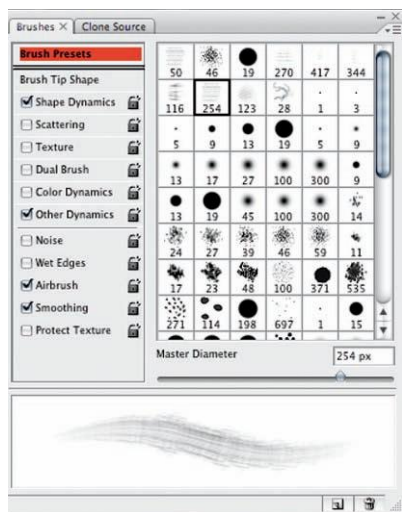 Brushes × Clone Source
Brush Presets
Brush Tip Shape
Shape Dynamics
Scattering
Texture
Dual Brush
Color Dynamics
Other Dynamics
Noise
Wet Edges
Airbrush
Smoothing
Protect Texture
50 46 19 270 417 344
116 254 123 28 1 3
5 9 13 19 5 9
13 17 27 100 300 9
13 19 45 100 300 14
24 27 39 46 59 11
17 23 48 100 371 535
271 114 198 697 1 15
Master Diameter 254 px